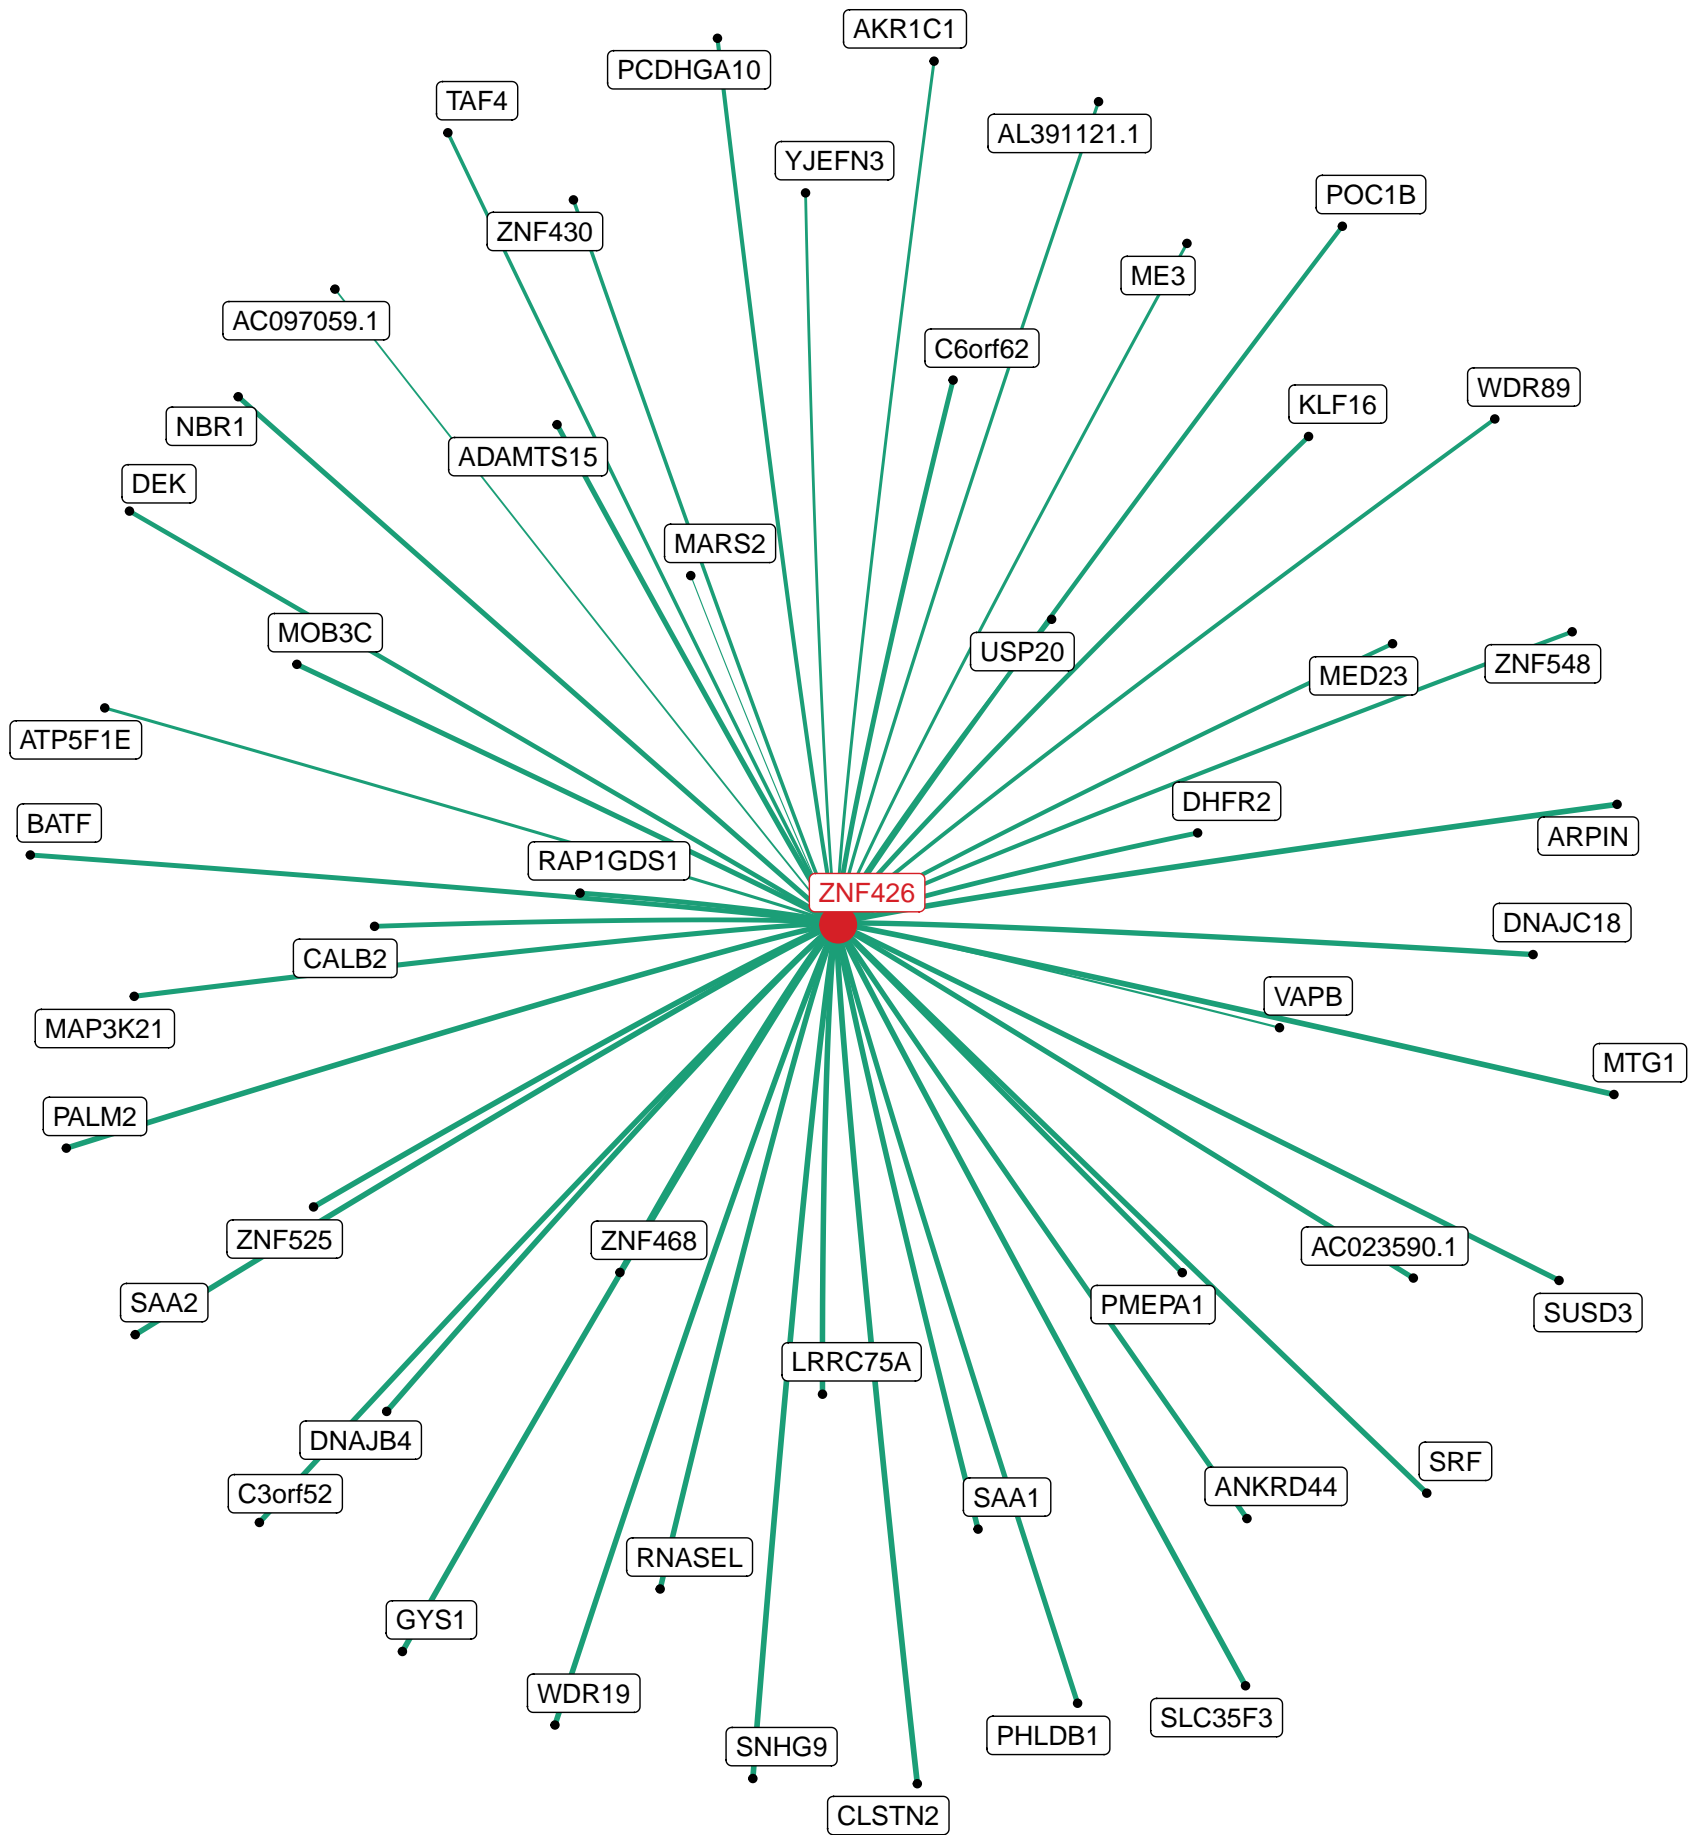 AKR1C1
PCDHGA10
TAF4
AL391121.1
YJEFN3
POC1B
ZNF430
ME3
AC097059.1
C6orf62
WDR89
KLF16
NBR1
ADAMTS15
DEK
MARS2
MOB3C
USP20
ZNF548
MED23
ATP5F1E
DHFR2
BATF
ARPIN
RAP1GDS1
ZNF426
DNAJC18
CALB2
VAPB
MAP3K21
MTG1
PALM2
ZNF525
ZNF468
AC023590.1
SAA2
PMEPA1
SUSD3
LRRC75A
DNAJB4
SRF
ANKRD44
C3orf52
SAA1
RNASEL
GYS1
WDR19
SLC35F3
PHLDB1
SNHG9
CLSTN2